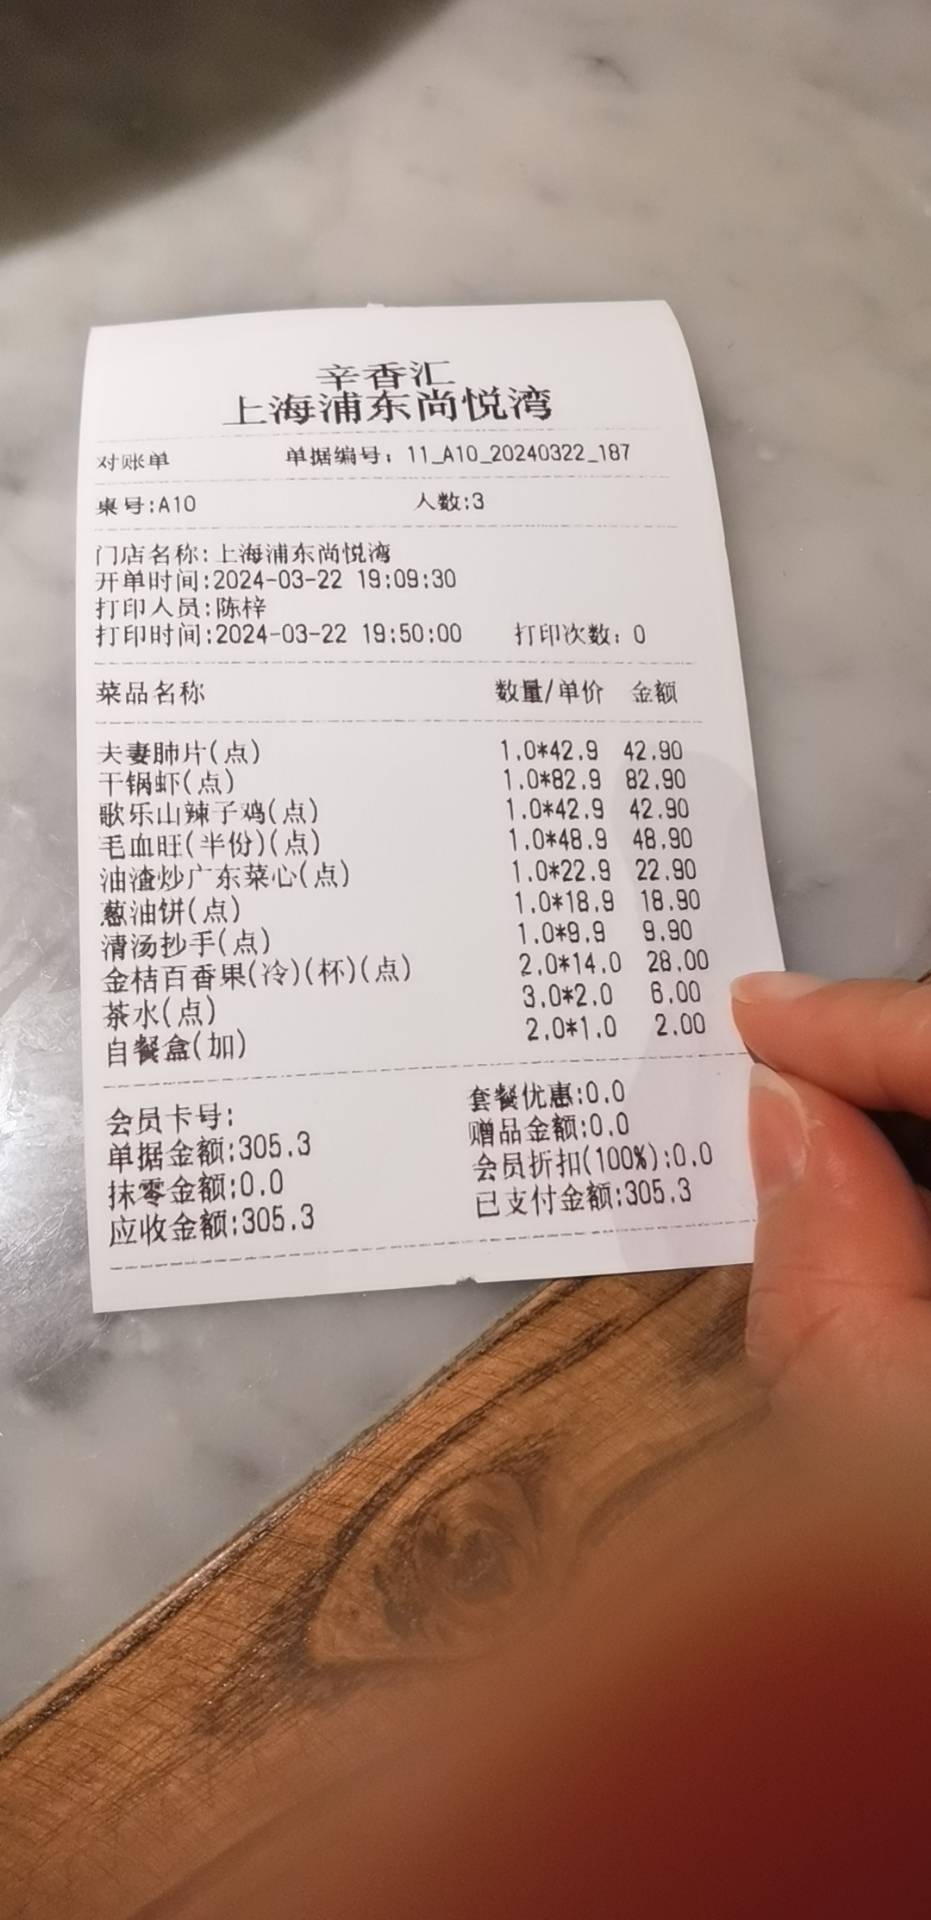 辛香汇
上海浦东尚悦湾
对账单 单据编号: 11_A10_20240322_187
桌号:A10 人数:3
门店名称:上海浦东尚悦湾
开单时间:2024-03-22 19:09:30
打印人员:陈梓
打印时间:2024-03-22 19:50:00 打印次数: 0
菜品名称 数量/单价 金额
夫妻肺片(点) 1.0*42.9 42.90
干锅虾(点) 1.0*82.9 82.90
歌乐山辣子鸡(点) 1.0*42.9 42.90
毛血旺(半份)(点) 1.0*48.9 48.90
油渣炒广东菜心(点) 1.0*22.9 22.90
葱油饼(点) 1.0*18.9 18.90
清汤抄手(点) 1.0*9.9 9.90
金桔百香果(冷)(杯)(点) 2.0*14.0 28.00
茶水(点) 3.0*2.0 6.00
自餐盒(加) 2.0*1.0 2.00
会员卡号: 套餐优惠:0.0
单据金额:305.3 赠品金额:0.0
抹零金额:0.0 会员折扣(100%):0.0
应收金额:305.3 已支付金额:305.3